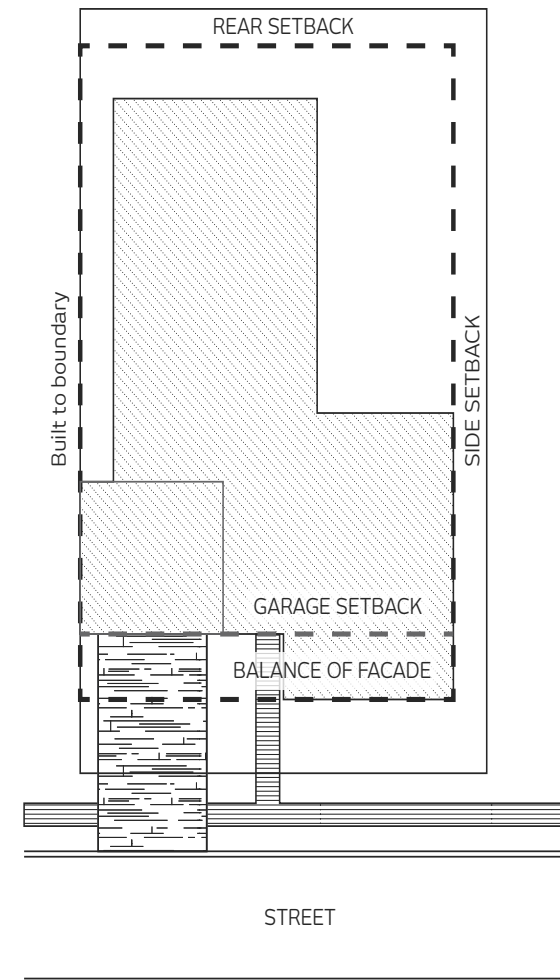 REAR SETBACK
Built to boundary
SIDE SETBACK
GARAGE SETBACK
BALANCE OF FACADE
STREET